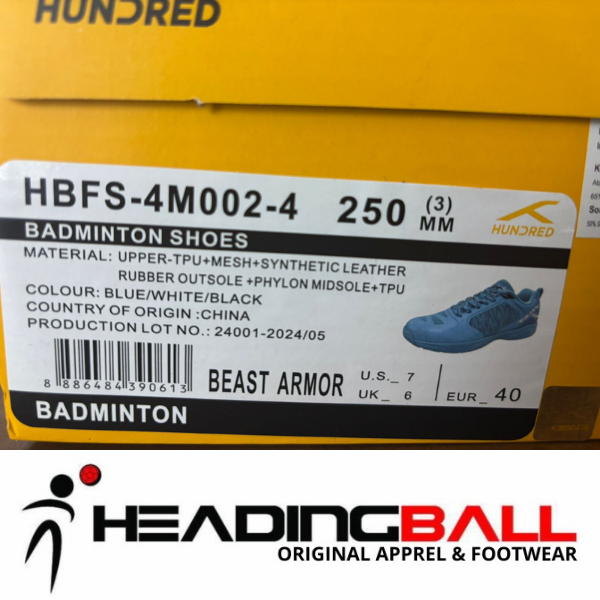 HUNDRED
HBFS-4M002-4 250 (3) MM
HUNDRED
BADMINTON SHOES
MATERIAL: UPPER-TPU+MESH+SYNTHETIC LEATHER
RUBBER OUTSOLE +PHYLON MIDSOLE+TPU
COLOUR: BLUE/WHITE/BLACK
COUNTRY OF ORIGIN :CHINA
PRODUCTION LOT NO.: 24001-2024/05
8 886484 390613
BEAST ARMOR
U.S._ 7
UK_ 6
EUR_ 40
BADMINTON
HEADINGBALL
ORIGINAL APPREL & FOOTWEAR